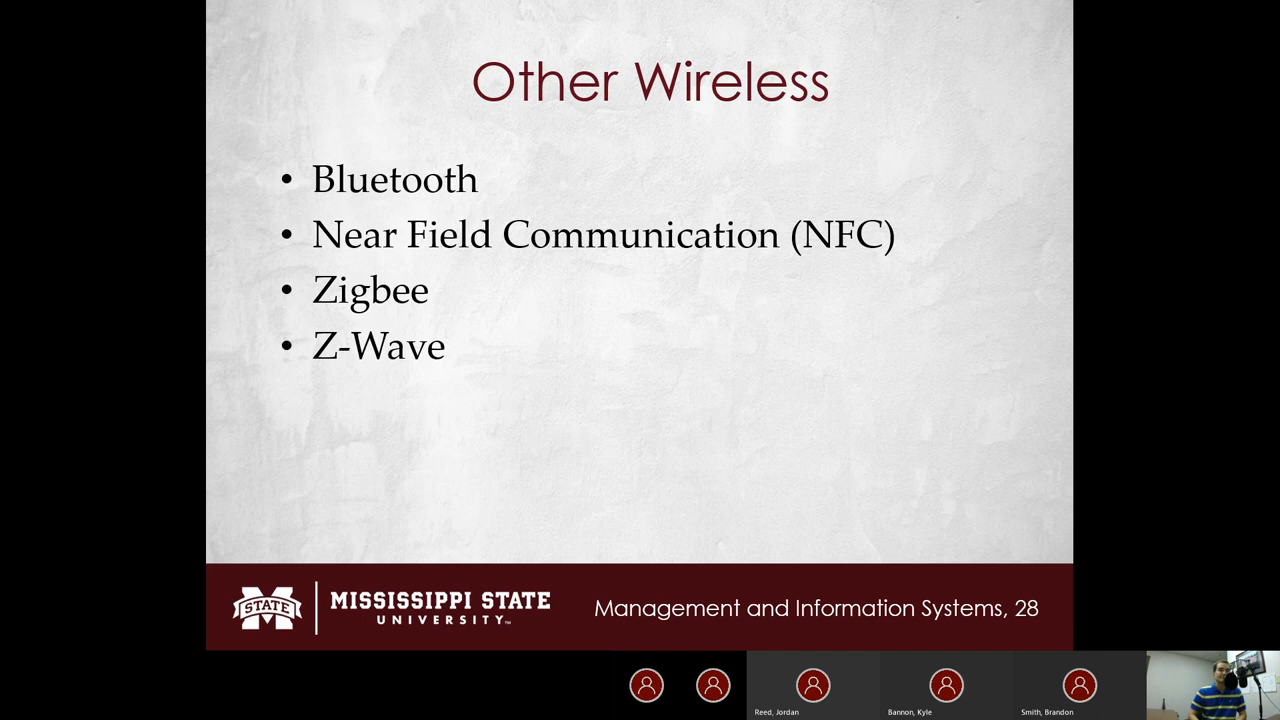 Other Wireless
• Bluetooth
• Near Field Communication (NFC)
• Zigbee
• Z-Wave
STATE
MISSISSIPPI STATE
UNIVERSITY™
Management and Information Systems, 28
Reed, Jordan
Bannon, Kyle
Smith, Brandon